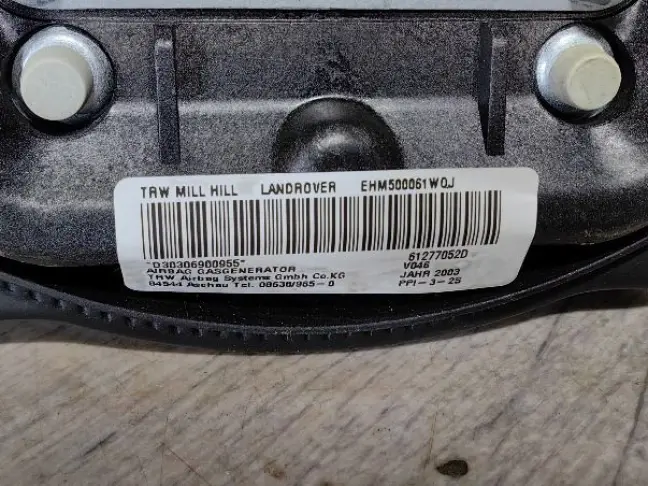 TRW MILL HILL LANDROVER EHM500061WQJ
*D30306900955* 61277052D
AIRBAG GASGENERATOR V046
TRW Airbag Systems Gmbh Co.KG JAHR 2003
84544 Aschau Tel. 08638/965-0 PPI-3-25